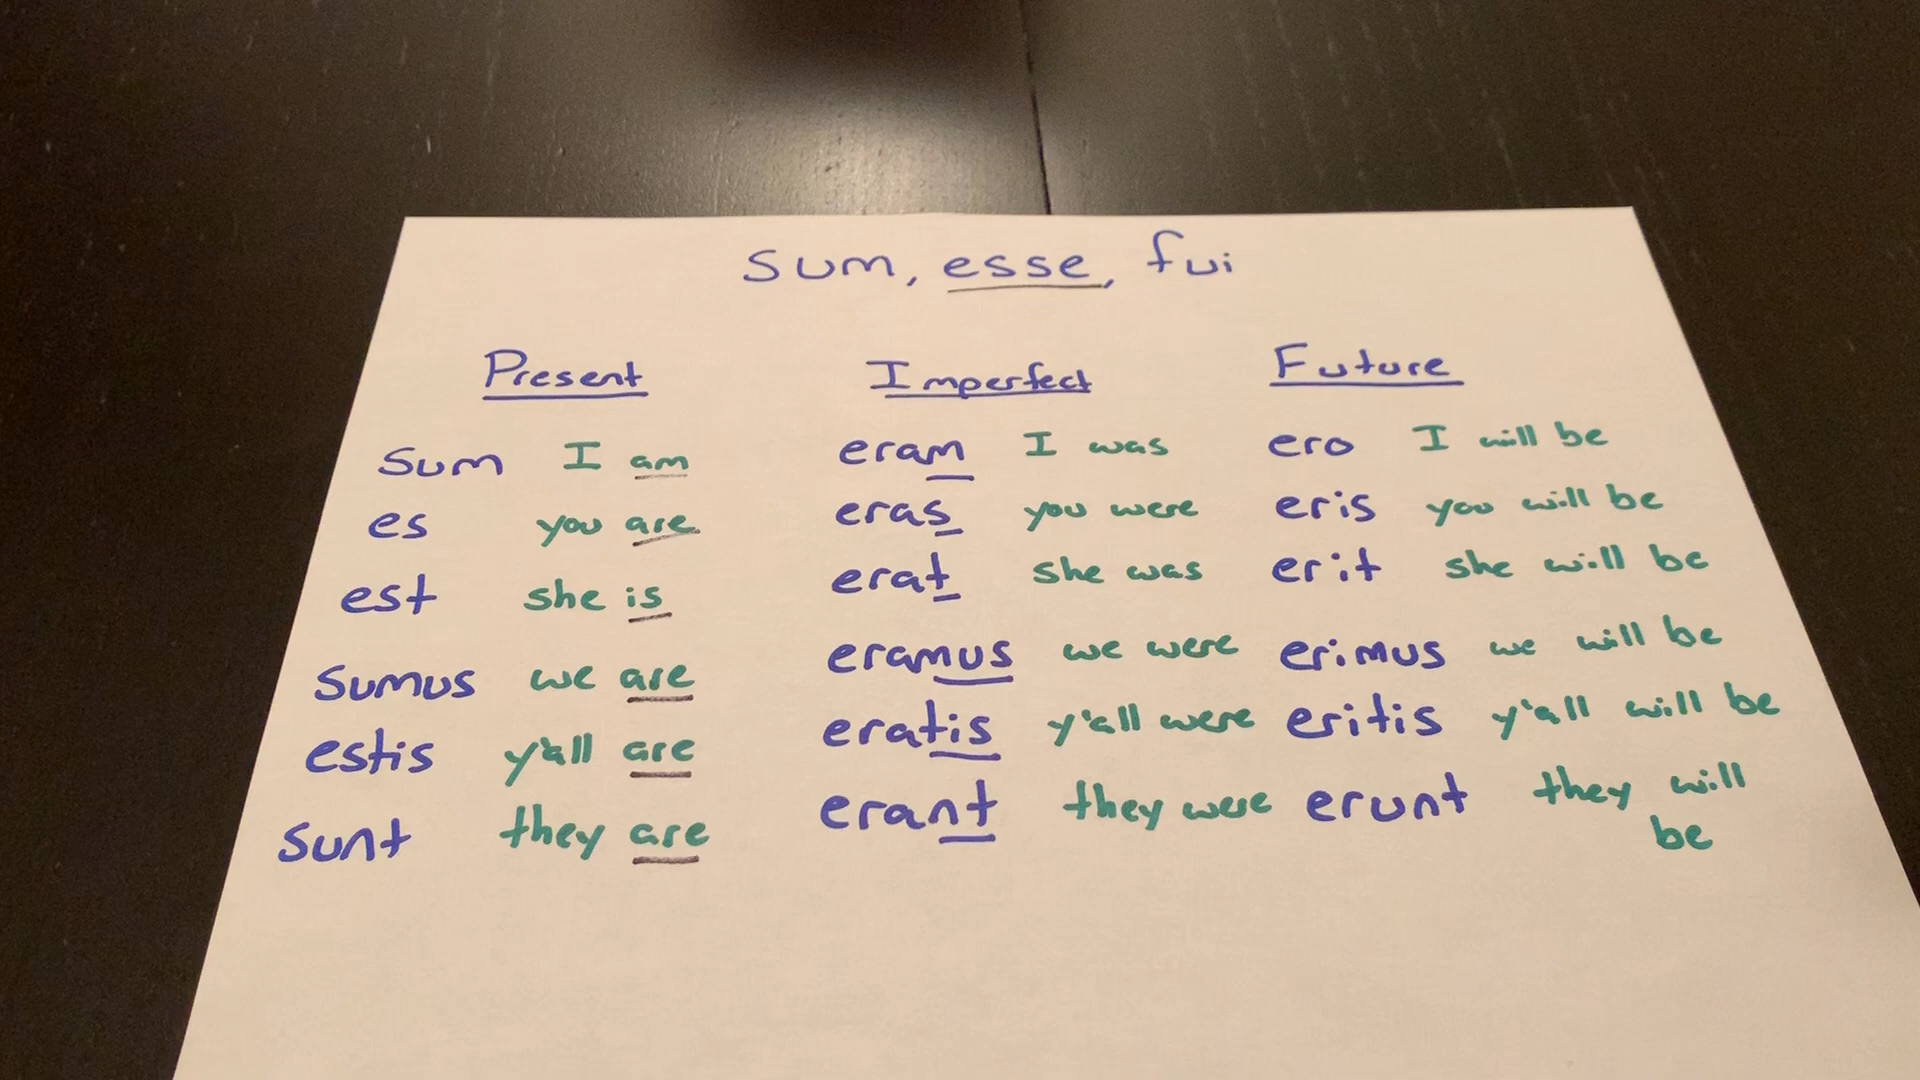 sum, esse, fui
Present Imperfect Future
sum I am eram I was ero I will be
es you are eras you were eris you will be
est she is erat she was erit she will be
sumus we are eramus we were erimus we will be
estis y'all are eratis y'all were eritis y'all will be
sunt they are erant they were erunt they will
be